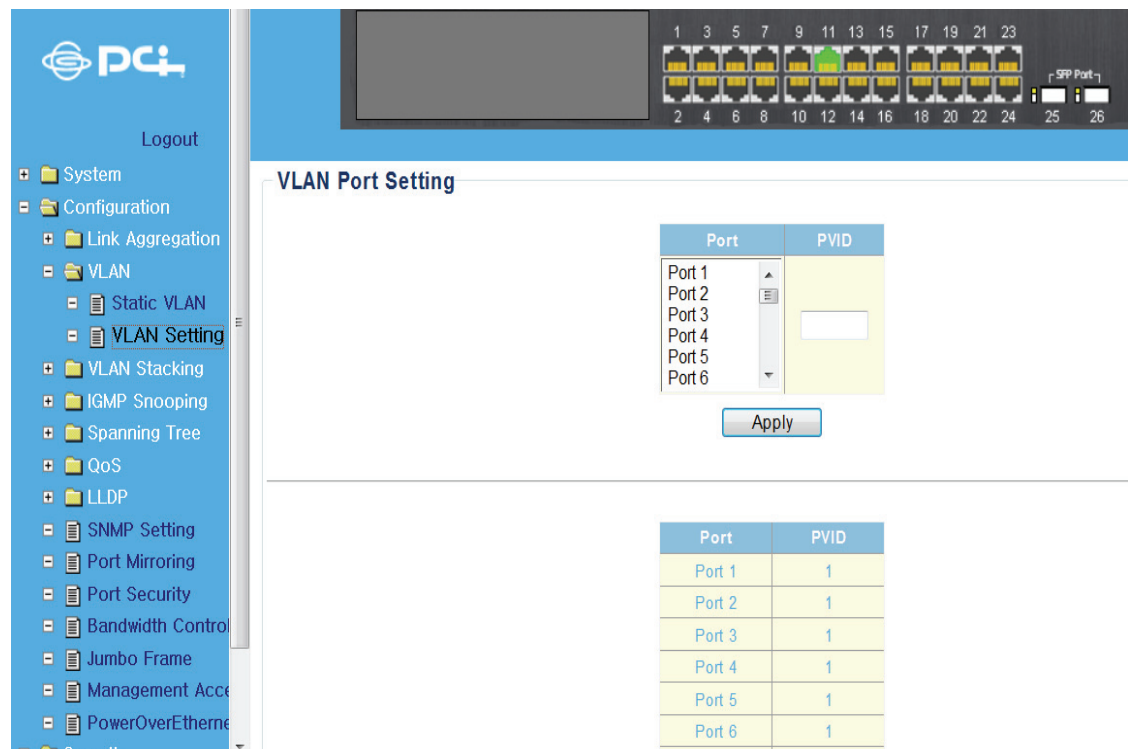 PCi
Logout
System
Configuration
Link Aggregation
VLAN
Static VLAN
VLAN Setting
VLAN Stacking
IGMP Snooping
Spanning Tree
QoS
LLDP
SNMP Setting
Port Mirroring
Port Security
Bandwidth Control
Jumbo Frame
Management Acce
PowerOverEtherne
1 3 5 7 9 11 13 15 17 19 21 23
SFP Port
2 4 6 8 10 12 14 16 18 20 22 24 25 26
VLAN Port Setting
Port PVID
Port 1
Port 2
Port 3
Port 4
Port 5
Port 6
Apply
Port PVID
Port 1 1
Port 2 1
Port 3 1
Port 4 1
Port 5 1
Port 6 1